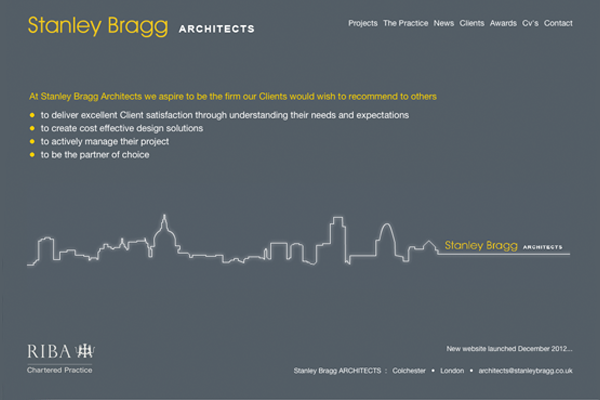 Stanley Bragg ARCHITECTS
Projects The Practice News Clients Awards Cv's Contact
At Stanley Bragg Architects we aspire to be the firm our Clients would wish to recommend to others
to deliver excellent Client satisfaction through understanding their needs and expectations
to create cost effective design solutions
to actively manage their project
to be the partner of choice
Stanley Bragg ARCHITECTS
New website launched December 2012...
RIBA
Chartered Practice
Stanley Bragg ARCHITECTS : Colchester • London • architects@stanleybragg.co.uk